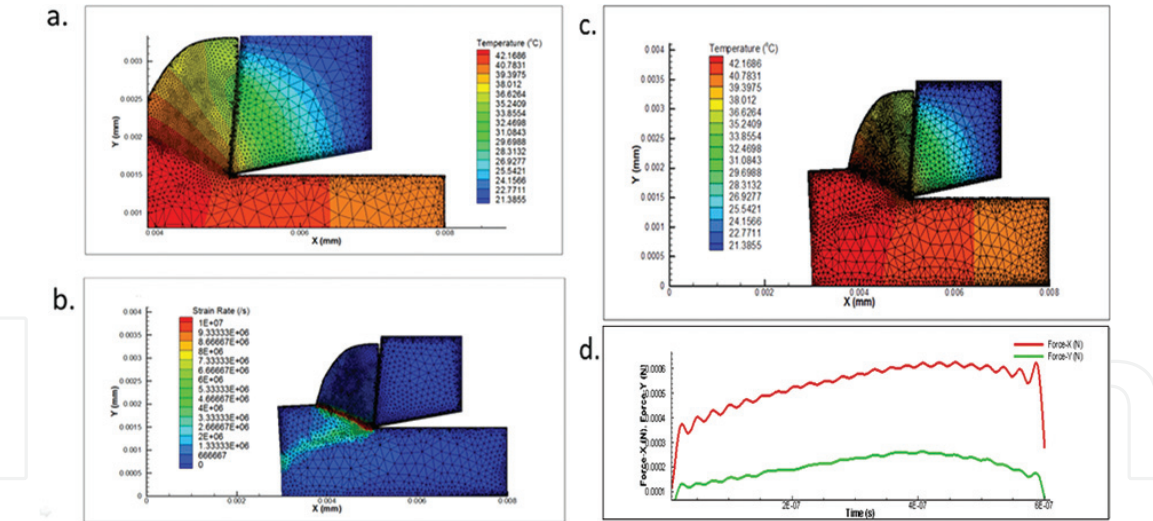 a.
Temperature (°C)
42.1686
40.7831
39.3975
38.012
36.6264
35.2409
33.8554
32.4698
31.0843
29.6988
28.3132
26.9277
25.5421
24.1566
22.7711
21.3855
0.003
0.0025
0.002
0.0015
0.001
Y (mm)
0.004
0.006
0.008
X (mm)
b.
Strain Rate (/s)
1E+07
9.33333E+06
8.66667E+06
8E+06
7.33333E+06
6.66667E+06
6E+06
5.33333E+06
4.66667E+06
4E+06
3.33333E+06
2.66667E+06
2E+06
1.33333E+06
666667
0
0.004
0.0035
0.003
0.0025
0.002
0.0015
0.001
0.0005
0
Y (mm)
0
0.002
0.004
0.006
0.008
X (mm)
c.
Temperature (°C)
42.1686
40.7831
39.3975
38.012
36.6264
35.2409
33.8554
32.4698
31.0843
29.6988
28.3132
26.9277
25.5421
24.1566
22.7711
21.3855
0.004
0.0035
0.003
0.0025
0.002
0.0015
0.001
0.0005
0
Y (mm)
0
0.002
0.004
0.006
0.008
X (mm)
d.
Force-X (N)
Force-Y (N)
0.0006
0.0005
0.0004
0.0003
0.0002
0.0001
Force-X (N), Force-Y (N)
2E-07
4E-07
6E-07
Time (s)